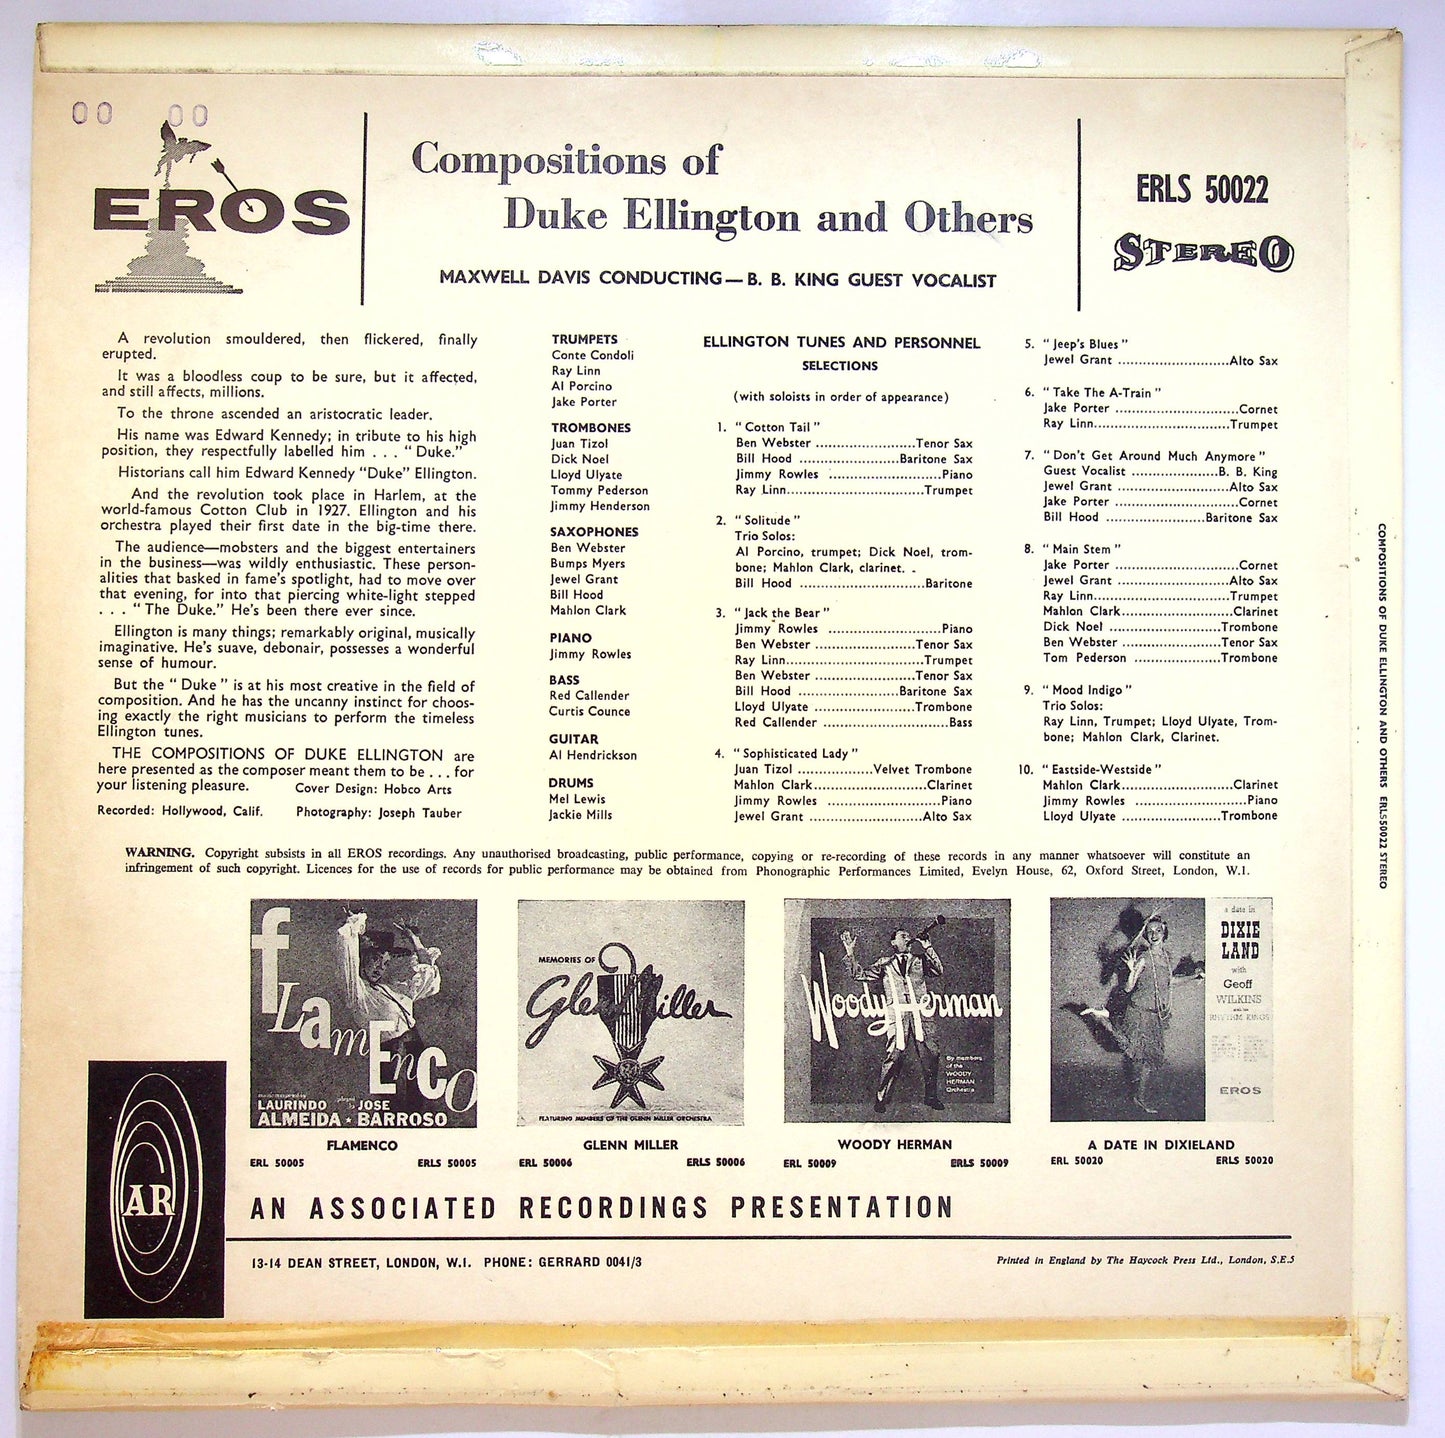 00 00
EROS
Compositions of
Duke Ellington and Others
MAXWELL DAVIS CONDUCTING—B. B. KING GUEST VOCALIST
ERLS 50022
STEREO
A revolution smouldered, then flickered, finally
erupted.
It was a bloodless coup to be sure, but it affected,
and still affects, millions.
To the throne ascended an aristocratic leader.
His name was Edward Kennedy; in tribute to his high
position, they respectfully labelled him . . . “Duke.”
Historians call him Edward Kennedy “Duke” Ellington.
And the revolution took place in Harlem, at the
world-famous Cotton Club in 1927. Ellington and his
orchestra played their first date in the big-time there.
The audience—mobsters and the biggest entertainers
in the business—was wildly enthusiastic. These person-
alities that basked in fame's spotlight, had to move over
that evening, for into that piercing white-light stepped
. . . “The Duke.” He's been there ever since.
Ellington is many things; remarkably original, musically
imaginative. He's suave, debonair, possesses a wonderful
sense of humour.
But the “Duke” is at his most creative in the field of
composition. And he has the uncanny instinct for choos-
ing exactly the right musicians to perform the timeless
Ellington tunes.
THE COMPOSITIONS OF DUKE ELLINGTON are
here presented as the composer meant them to be . . . for
your listening pleasure. Cover Design: Hobco Arts
Recorded: Hollywood, Calif. Photography: Joseph Tauber
TRUMPETS
Conte Condoli
Ray Linn
Al Porcino
Jake Porter
TROMBONES
Juan Tizol
Dick Noel
Lloyd Ulyate
Tommy Pederson
Jimmy Henderson
SAXOPHONES
Ben Webster
Bumps Myers
Jewel Grant
Bill Hood
Mahlon Clark
PIANO
Jimmy Rowles
BASS
Red Callender
Curtis Counce
GUITAR
Al Hendrickson
DRUMS
Mel Lewis
Jackie Mills
ELLINGTON TUNES AND PERSONNEL
SELECTIONS
(with soloists in order of appearance)
1. “Cotton Tail”
Ben Webster .......................Tenor Sax
Bill Hood .......................Baritone Sax
Jimmy Rowles ..........................Piano
Ray Linn................................Trumpet
2. “Solitude”
Trio Solos:
Al Porcino, trumpet; Dick Noel, trom-
bone; Mahlon Clark, clarinet.
Bill Hood .............................Baritone
3. “Jack the Bear”
Jimmy Rowles ..........................Piano
Ben Webster .......................Tenor Sax
Ray Linn................................Trumpet
Ben Webster .......................Tenor Sax
Bill Hood .......................Baritone Sax
Lloyd Ulyate .......................Trombone
Red Callender .............................Bass
4. “Sophisticated Lady”
Juan Tizol .................Velvet Trombone
Mahlon Clark..........................Clarinet
Jimmy Rowles ..........................Piano
Jewel Grant ..........................Alto Sax
5. “Jeep's Blues”
Jewel Grant ..........................Alto Sax
6. “Take The A-Train”
Jake Porter ............................Cornet
Ray Linn................................Trumpet
7. “Don't Get Around Much Anymore”
Guest Vocalist ....................B. B. King
Jewel Grant ..........................Alto Sax
Jake Porter ............................Cornet
Bill Hood .......................Baritone Sax
8. “Main Stem”
Jake Porter ............................Cornet
Jewel Grant ..........................Alto Sax
Ray Linn................................Trumpet
Mahlon Clark..........................Clarinet
Dick Noel ..........................Trombone
Ben Webster .......................Tenor Sax
Tom Pederson ....................Trombone
9. “Mood Indigo”
Trio Solos:
Ray Linn, Trumpet; Lloyd Ulyate, Trom-
bone; Mahlon Clark, Clarinet.
10. “Eastside-Westside”
Mahlon Clark..........................Clarinet
Jimmy Rowles ..........................Piano
Lloyd Ulyate .......................Trombone
COMPOSITIONS OF DUKE ELLINGTON AND OTHERS ERLS50022 STEREO
WARNING. Copyright subsists in all EROS recordings. Any unauthorised broadcasting, public performance, copying or re-recording of these records in any manner whatsoever will constitute an
infringement of such copyright. Licences for the use of records for public performance may be obtained from Phonographic Performances Limited, Evelyn House, 62, Oxford Street, London, W.1.
fLamEncO
LAURINDO ALMEIDA ★ JOSE BARROSO
MEMORIES OF
Glenn Miller
FEATURING MEMBERS OF THE GLENN MILLER ORCHESTRA
Woody Herman
By members
of the
WOODY
HERMAN
Orchestra
a date in
DIXIE
LAND
with
Geoff
WILKINS
RHYTHM KINGS
EROS
FLAMENCO
ERL 50005 ERLS 50005
GLENN MILLER
ERL 50006 ERLS 50006
WOODY HERMAN
ERL 50009 ERLS 50009
A DATE IN DIXIELAND
ERL 50020 ERLS 50020
AR
AN ASSOCIATED RECORDINGS PRESENTATION
13-14 DEAN STREET, LONDON, W.1. PHONE: GERRARD 0041/3
Printed in England by The Haycock Press Ltd., London, S.E.5